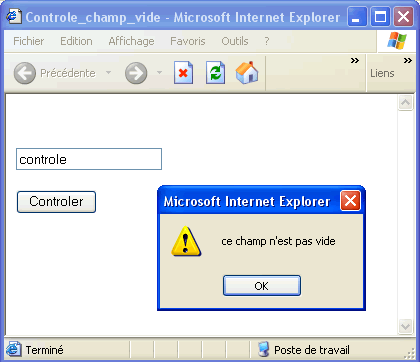 Controle_champ_vide - Microsoft Internet Explorer
Fichier Edition Affichage Favoris Outils ? »
Précédente » Liens »
controle
Controler
Microsoft Internet Explorer
ce champ n'est pas vide
OK
Terminé Poste de travail